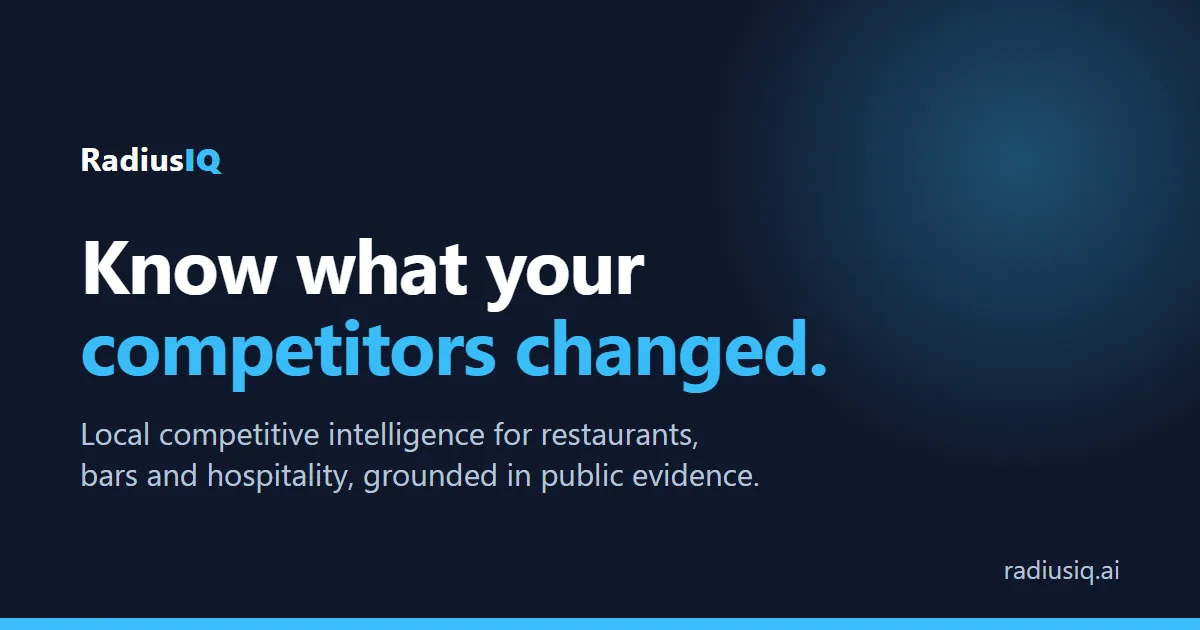 RadiusIQ
Know what your
competitors changed.
Local competitive intelligence for restaurants,
bars and hospitality, grounded in public evidence.
radiusiq.ai